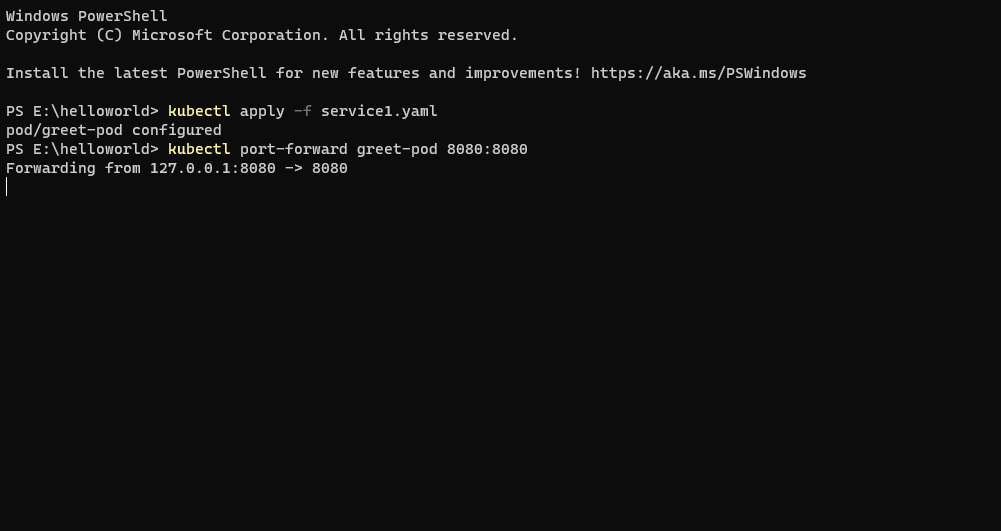 Windows PowerShell
Copyright (C) Microsoft Corporation. All rights reserved.
Install the latest PowerShell for new features and improvements! https://aka.ms/PSWindows
PS E:\helloworld> kubectl apply -f service1.yaml
pod/greet-pod configured
PS E:\helloworld> kubectl port-forward greet-pod 8080:8080
Forwarding from 127.0.0.1:8080 -> 8080